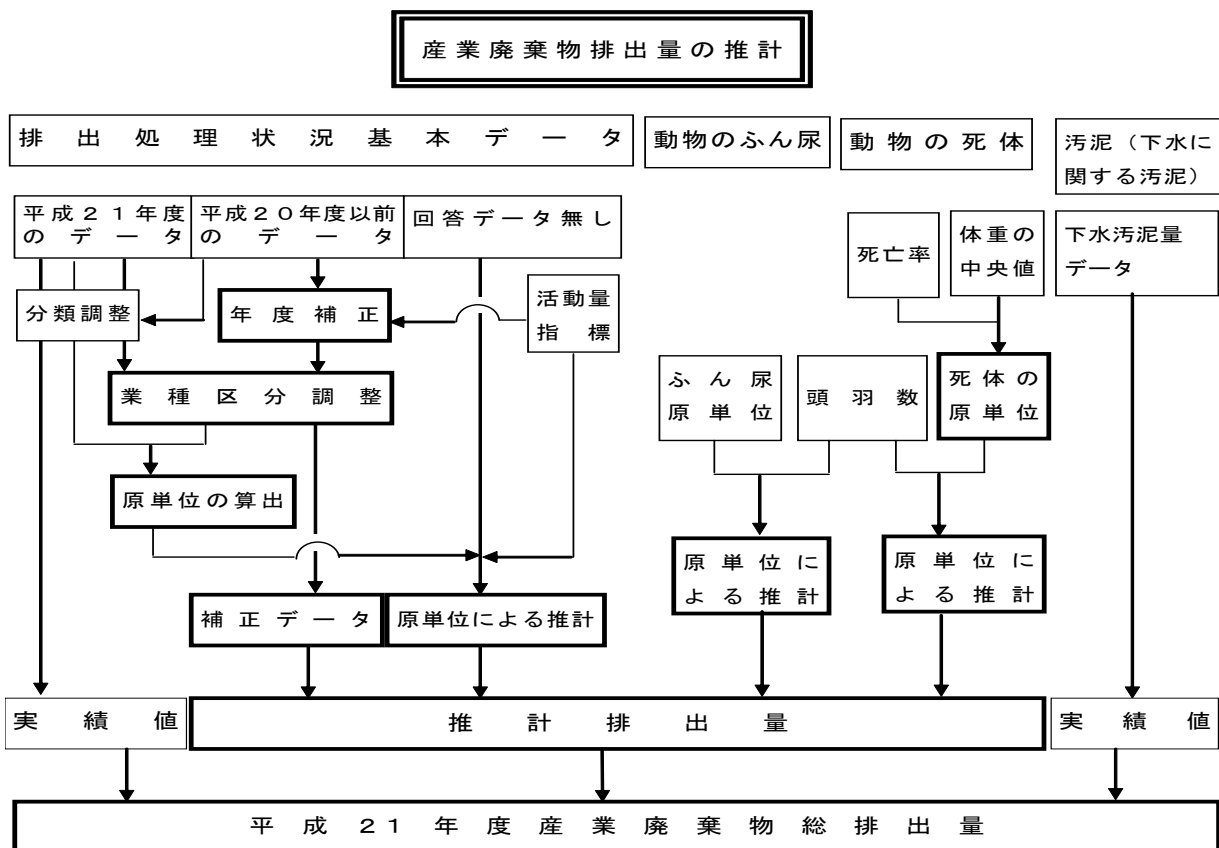 産業廃棄物排出量の推計
排出処理状況基本データ
動物のふん尿
動物の死体
汚泥（下水に
関する汚泥）
平成21年度
のデータ
平成20年度以前
のデータ
回答データ無し
死亡率
体重の
中央値
下水汚泥量
データ
分類調整
年度補正
活動量
指標
業種区分調整
ふん尿
原単位
頭羽数
死体の
原単位
原単位の算出
原単位に
よる推計
原単位に
よる推計
補正データ
原単位による推計
実績値
推計排出量
実績値
平成21年度産業廃棄物総排出量